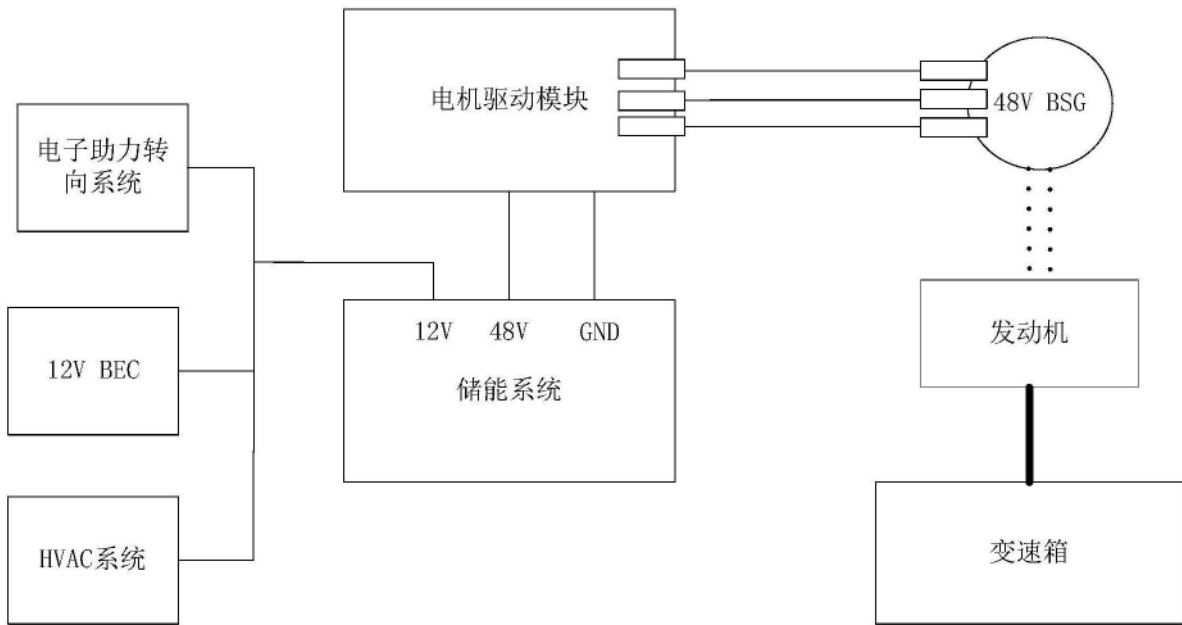 电机驱动模块
48V BSG
电子助力转
向系统
12V 48V GND
储能系统
发动机
12V BEC
HVAC系统
变速箱